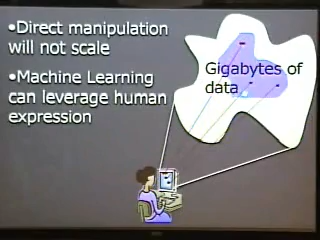 •Direct manipulation
will not scale
•Machine Learning
can leverage human
expression
Gigabytes of
data